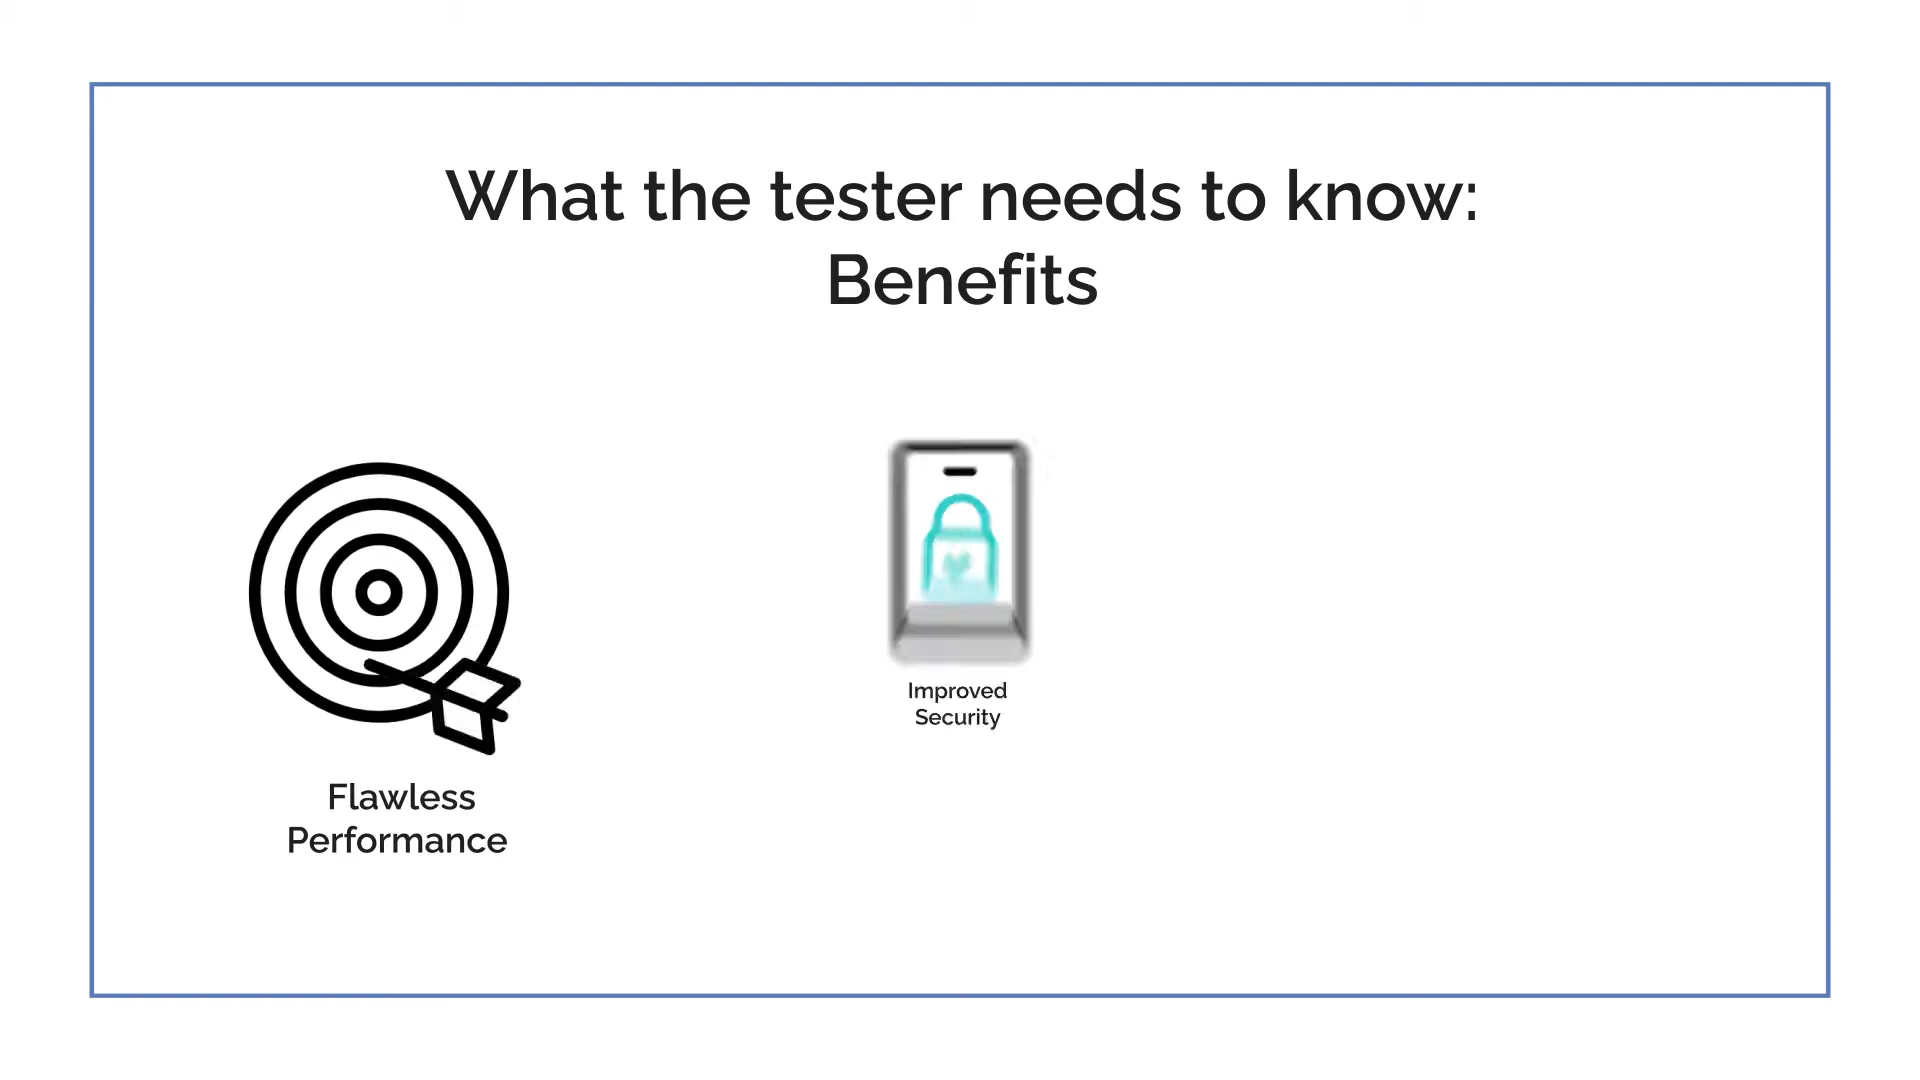 What the tester needs to know:
Benefits
Flawless
Performance
Improved
Security